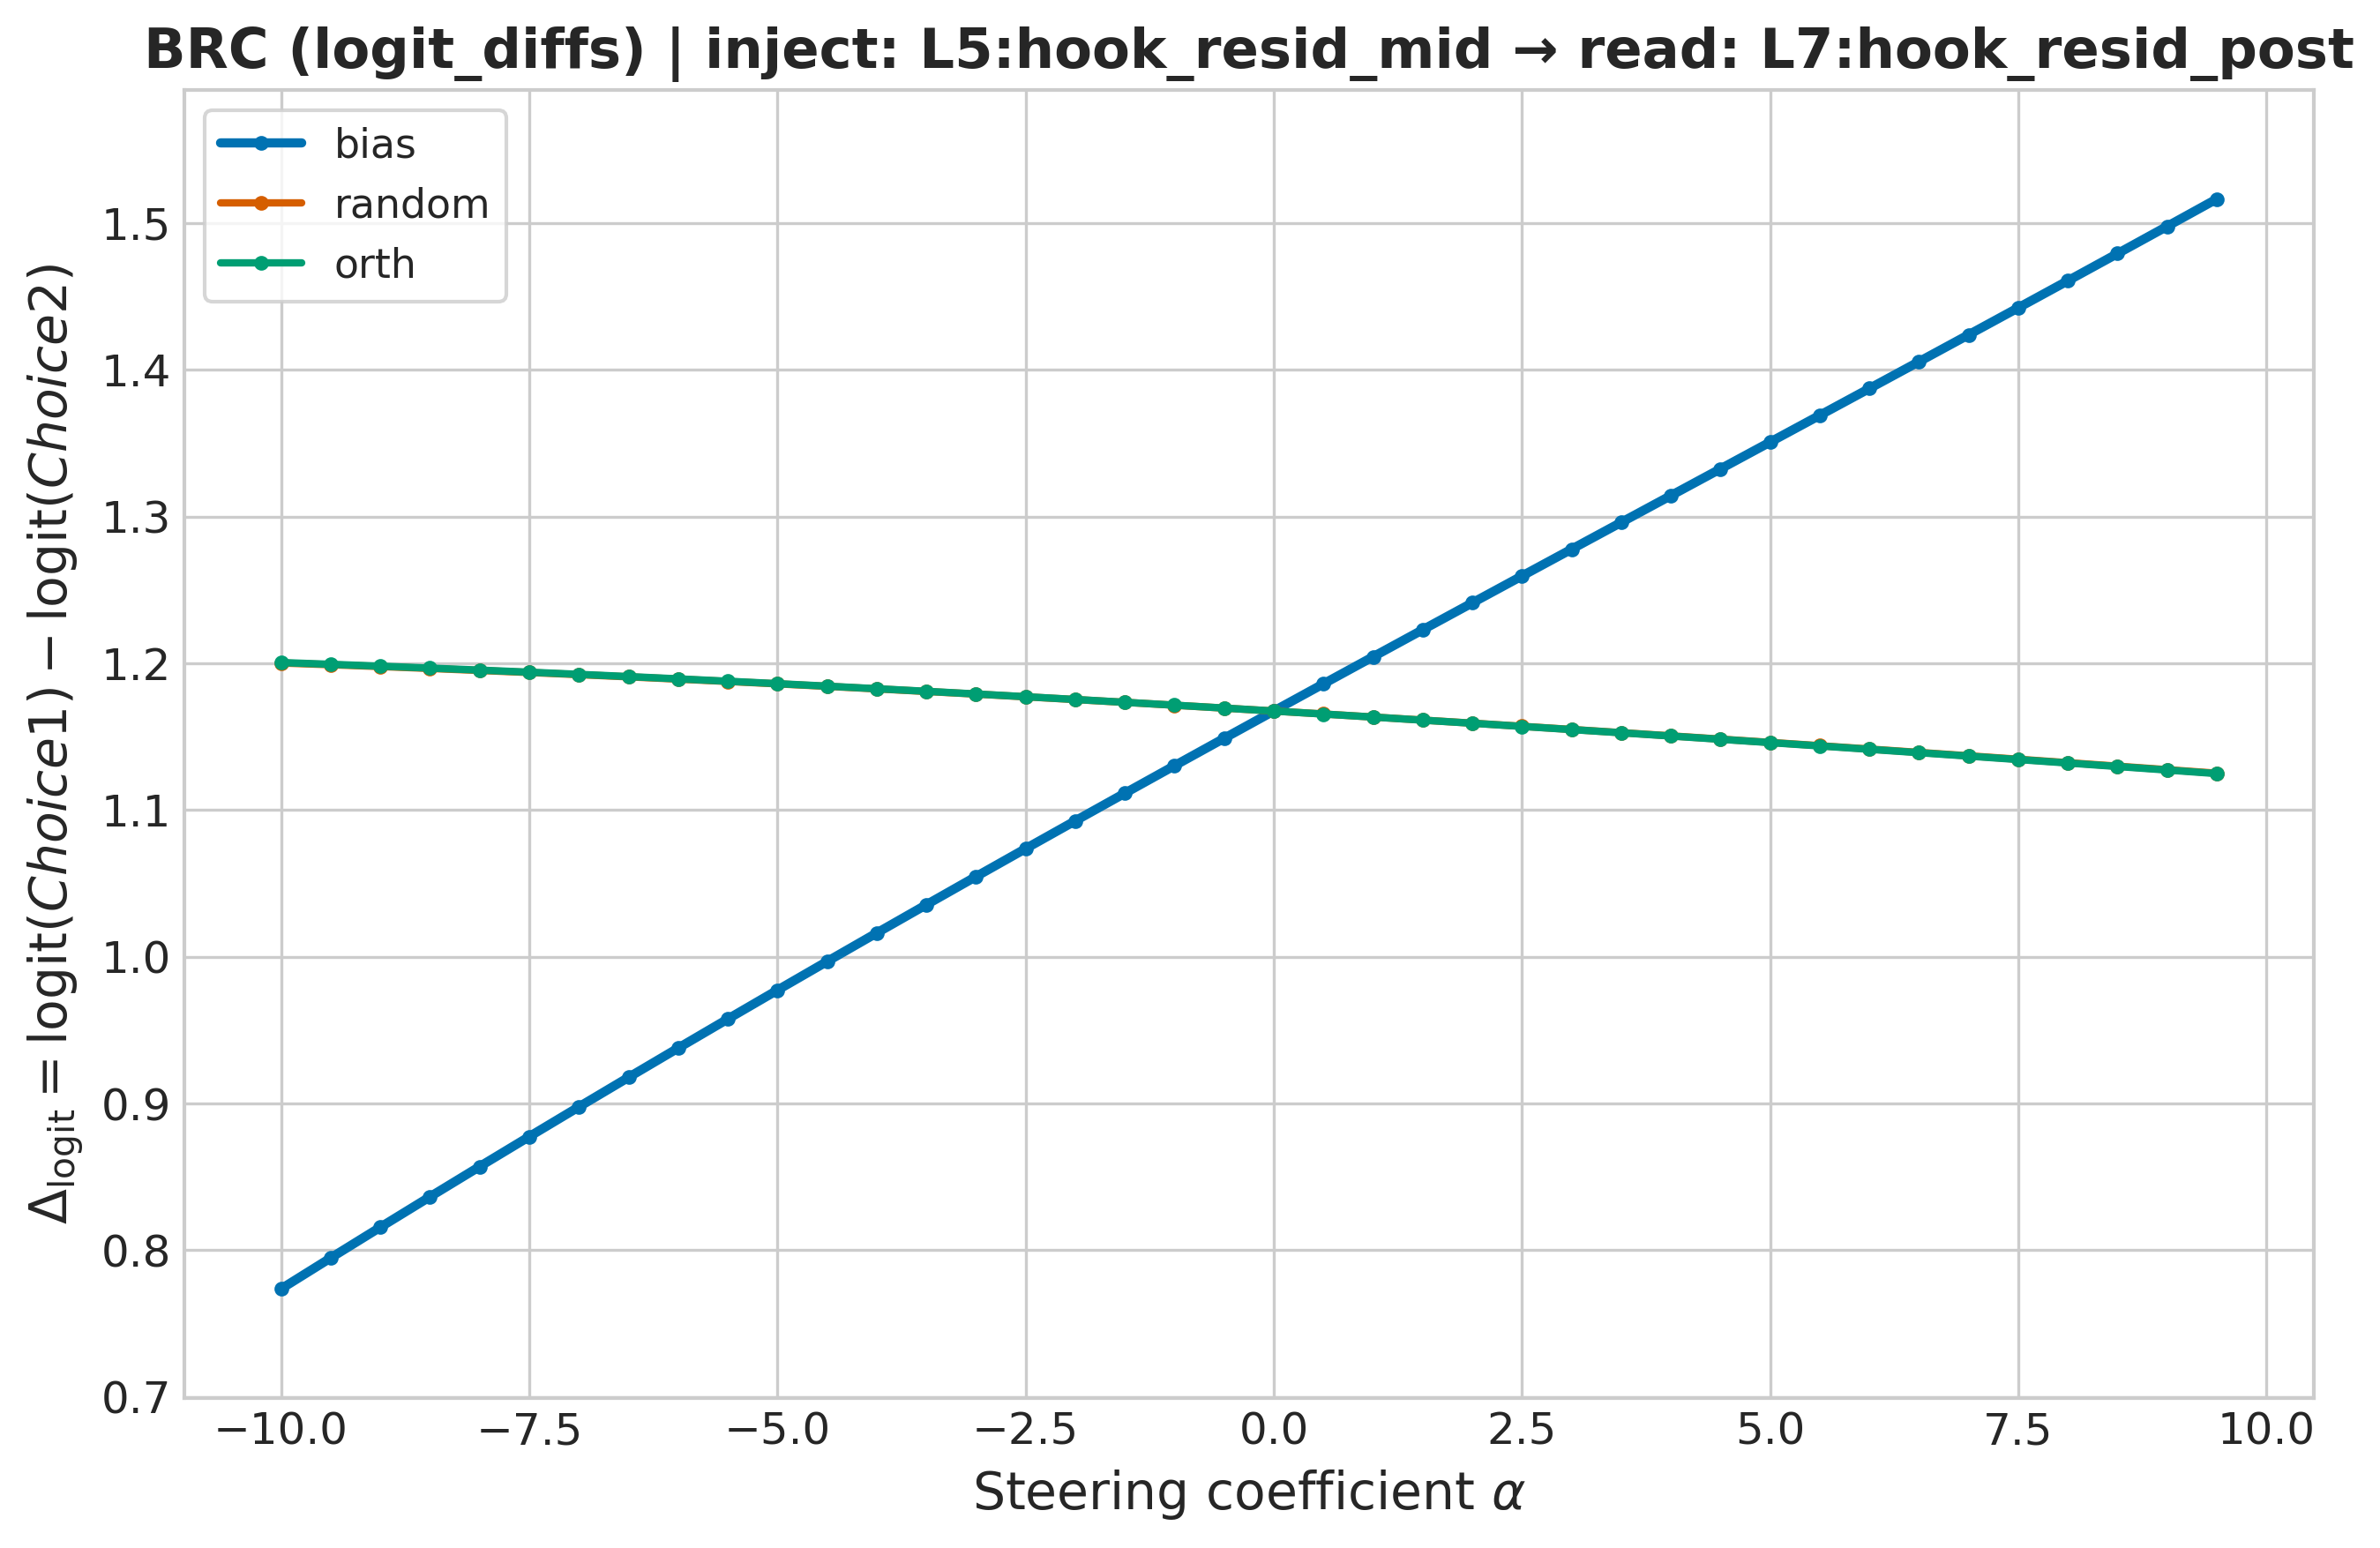 BRC (logit_diffs) | inject: L5:hook_resid_mid → read: L7:hook_resid_post
bias
random
orth
Δlogit = logit(Choice1) − logit(Choice2)
1.5
1.4
1.3
1.2
1.1
1.0
0.9
0.8
0.7
−10.0 −7.5 −5.0 −2.5 0.0 2.5 5.0 7.5 10.0
Steering coefficient α